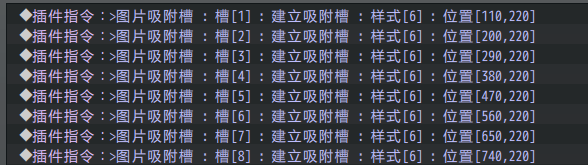 ◆插件指令：>图片吸附槽 : 槽[1] : 建立吸附槽 : 样式[6] : 位置[110,220]
◆插件指令：>图片吸附槽 : 槽[2] : 建立吸附槽 : 样式[6] : 位置[200,220]
◆插件指令：>图片吸附槽 : 槽[3] : 建立吸附槽 : 样式[6] : 位置[290,220]
◆插件指令：>图片吸附槽 : 槽[4] : 建立吸附槽 : 样式[6] : 位置[380,220]
◆插件指令：>图片吸附槽 : 槽[5] : 建立吸附槽 : 样式[6] : 位置[470,220]
◆插件指令：>图片吸附槽 : 槽[6] : 建立吸附槽 : 样式[6] : 位置[560,220]
◆插件指令：>图片吸附槽 : 槽[7] : 建立吸附槽 : 样式[6] : 位置[650,220]
◆插件指令：>图片吸附槽 : 槽[8] : 建立吸附槽 : 样式[6] : 位置[740,220]